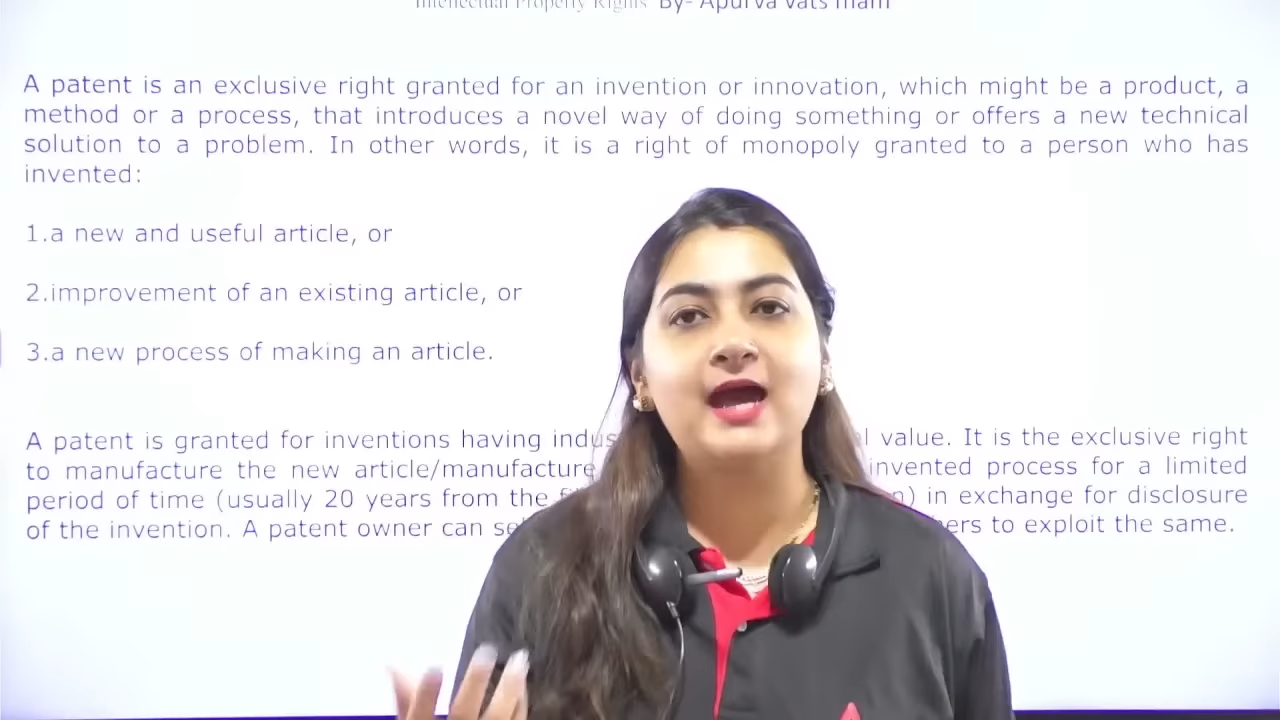 Intellectual Property Rights By- Apurva Vats mam
A patent is an exclusive right granted for an invention or innovation, which might be a product, a
method or a process, that introduces a novel way of doing something or offers a new technical
solution to a problem. In other words, it is a right of monopoly granted to a person who has
invented:
1.a new and useful article, or
2.improvement of an existing article, or
3.a new process of making an article.
A patent is granted for inventions having value. It is the exclusive right
to manufacture the new article/manufacture invented process for a limited
period of time (usually 20 years from the in exchange for disclosure
of the invention. A patent owner can to exploit the same.